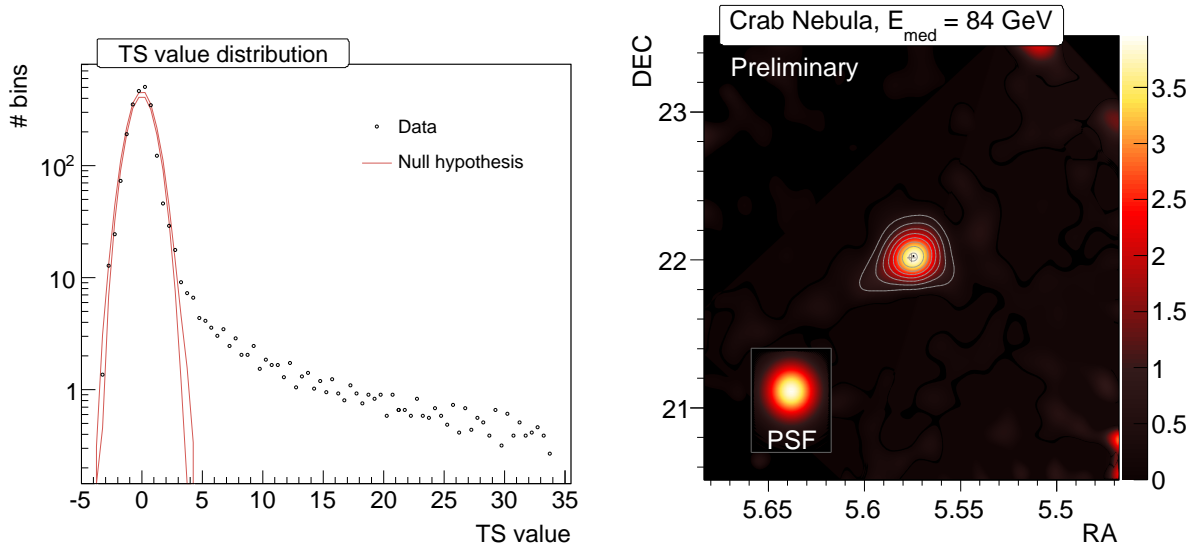 TS value distribution
# bins
10²
10
1
Data
Null hypothesis
-5 0 5 10 15 20 25 30 35
TS value
Crab Nebula, E_med = 84 GeV
Preliminary
DEC
23
22
21
PSF
5.65 5.6 5.55 5.5
RA
3.5
3
2.5
2
1.5
1
0.5
0